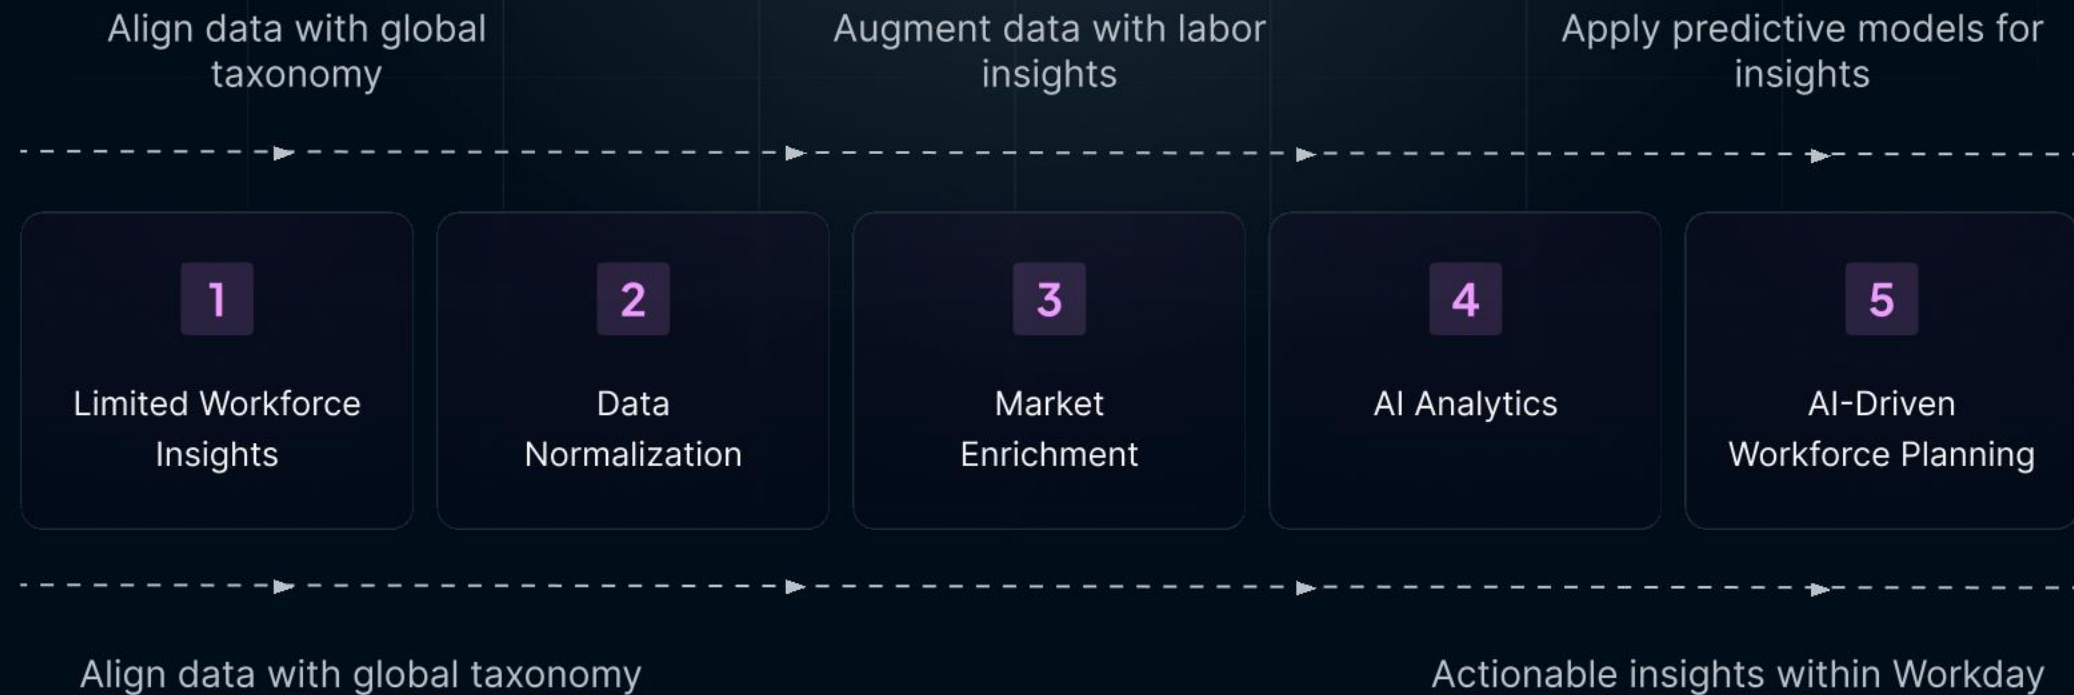 Align data with global
taxonomy
Augment data with labor
insights
Apply predictive models for
insights
1
Limited Workforce
Insights
2
Data
Normalization
3
Market
Enrichment
4
AI Analytics
5
AI-Driven
Workforce Planning
Align data with global taxonomy
Actionable insights within Workday